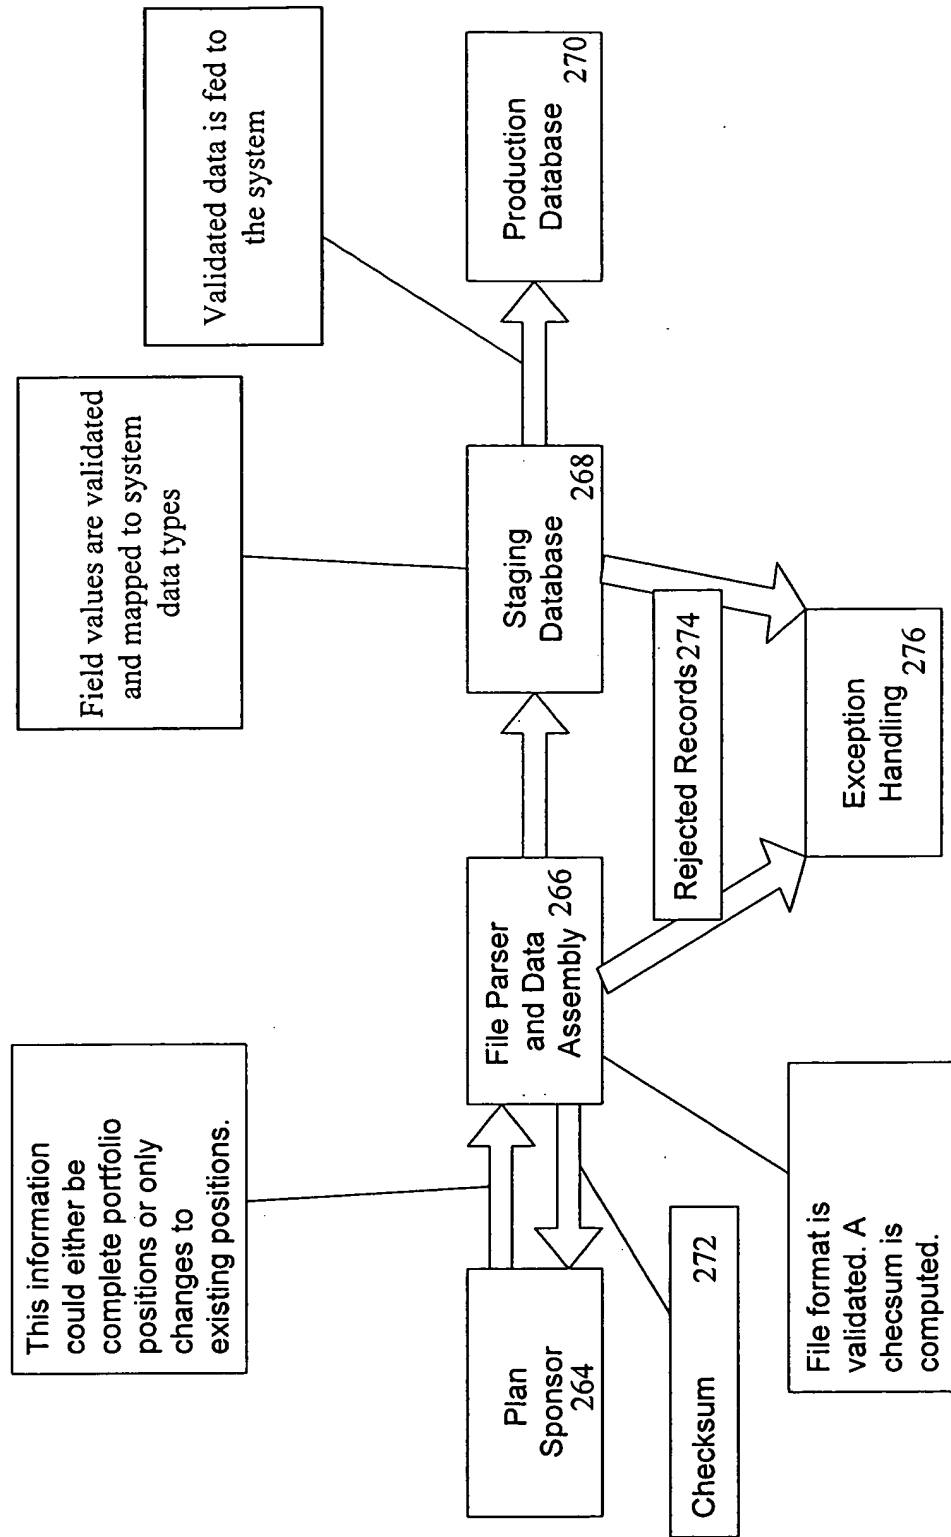 This information
could either be
complete portfolio
positions or only
changes to
existing positions.
Field values are validated
and mapped to system
data types
Validated data is fed to
the system
Plan
Sponsor
264
File Parser
and Data
Assembly 266
Staging
Database
268
Production
Database
270
Checksum 272
Rejected Records274
File format is
validated. A
checsum is
computed.
Exception
Handling
276